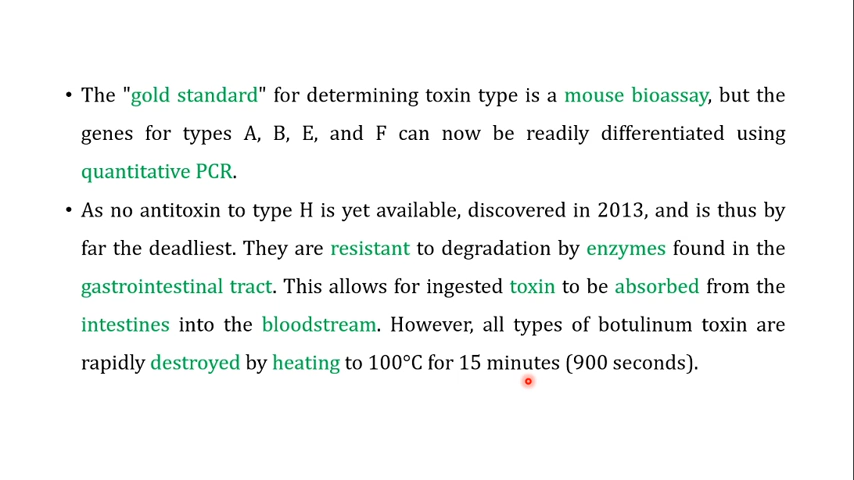 • The "gold standard" for determining toxin type is a mouse bioassay, but the
genes for types A, B, E, and F can now be readily differentiated using
quantitative PCR.
• As no antitoxin to type H is yet available, discovered in 2013, and is thus by
far the deadliest. They are resistant to degradation by enzymes found in the
gastrointestinal tract. This allows for ingested toxin to be absorbed from the
intestines into the bloodstream. However, all types of botulinum toxin are
rapidly destroyed by heating to 100°C for 15 minutes (900 seconds).